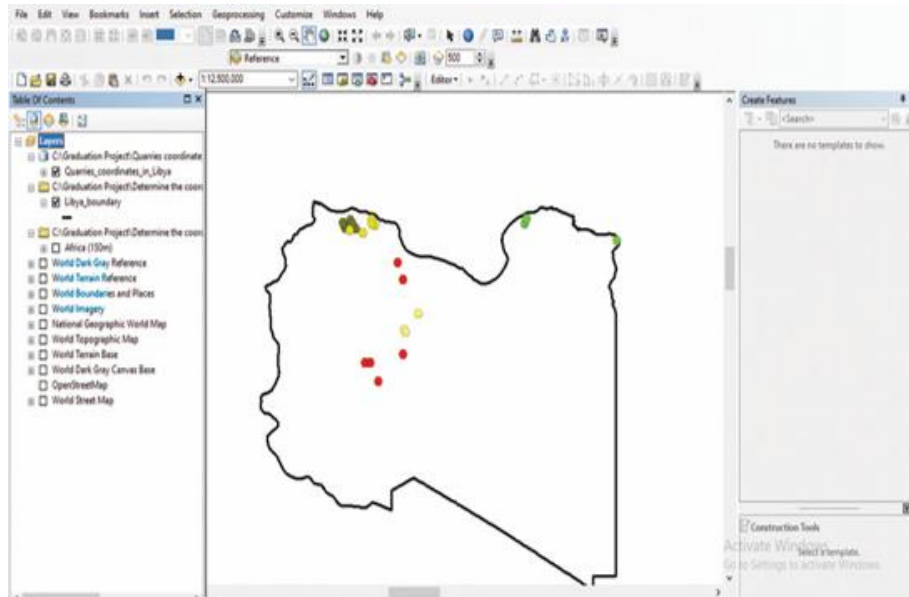 File Edit View Bookmarks Insert Selection Geoprocessing Customize Windows Help
Reference
500
1:12,500,000
Editor
Table Of Contents
Create Features
<Search>
There are no templates to show.
Layers
C:\Graduation Project\Quarries coordinate
Quarries_coordinates_in_Libya
C:\Graduation Project\Determine the coor
Libya_boundary
C:\Graduation Project\Determine the coor
Africa (150m)
World Dark Gray Reference
World Terrain Reference
World Boundaries and Places
World Imagery
National Geographic World Map
World Topographic Map
World Terrain Base
World Dark Gray Canvas Base
OpenStreetMap
World Street Map
Construction Tools
Select a template.
Activate Windows
Go to Settings to activate Windows.